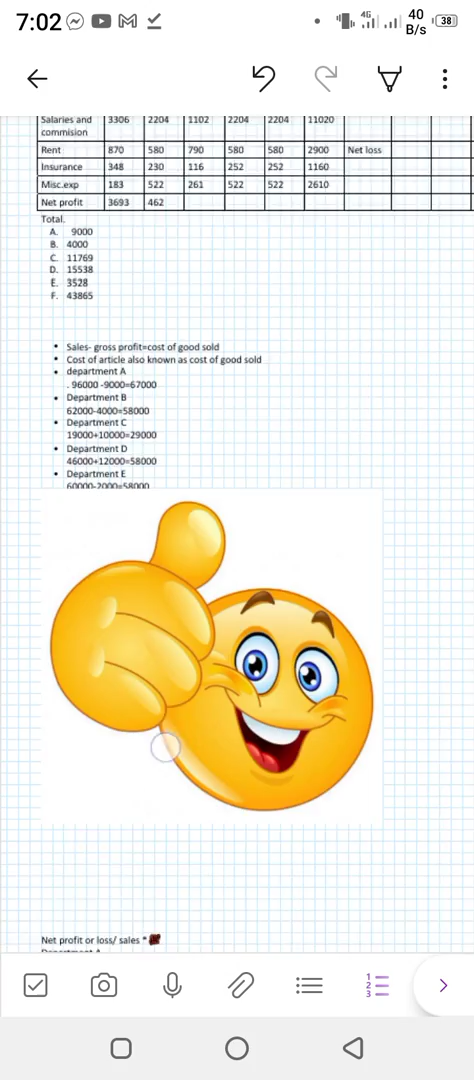 7:02 4G 40 B/s 38
Salaries and commision 3306 2204 1102 2204 2204 11020
Rent 870 580 790 580 580 2900 Net loss
Insurance 348 230 116 252 252 1160
Misc.exp 183 522 261 522 522 2610
Net profit 3693 462
Total.
A. 9000
B. 4000
C. 11769
D. 15538
E. 3528
F. 43865
• Sales- gross profit=cost of good sold
• Cost of article also known as cost of good sold
• department A
. 96000 -9000=67000
• Department B
62000-4000=58000
• Department C
19000+10000=29000
• Department D
46000+12000=58000
• Department E
60000-2000=58000
Net profit or loss/ sales *